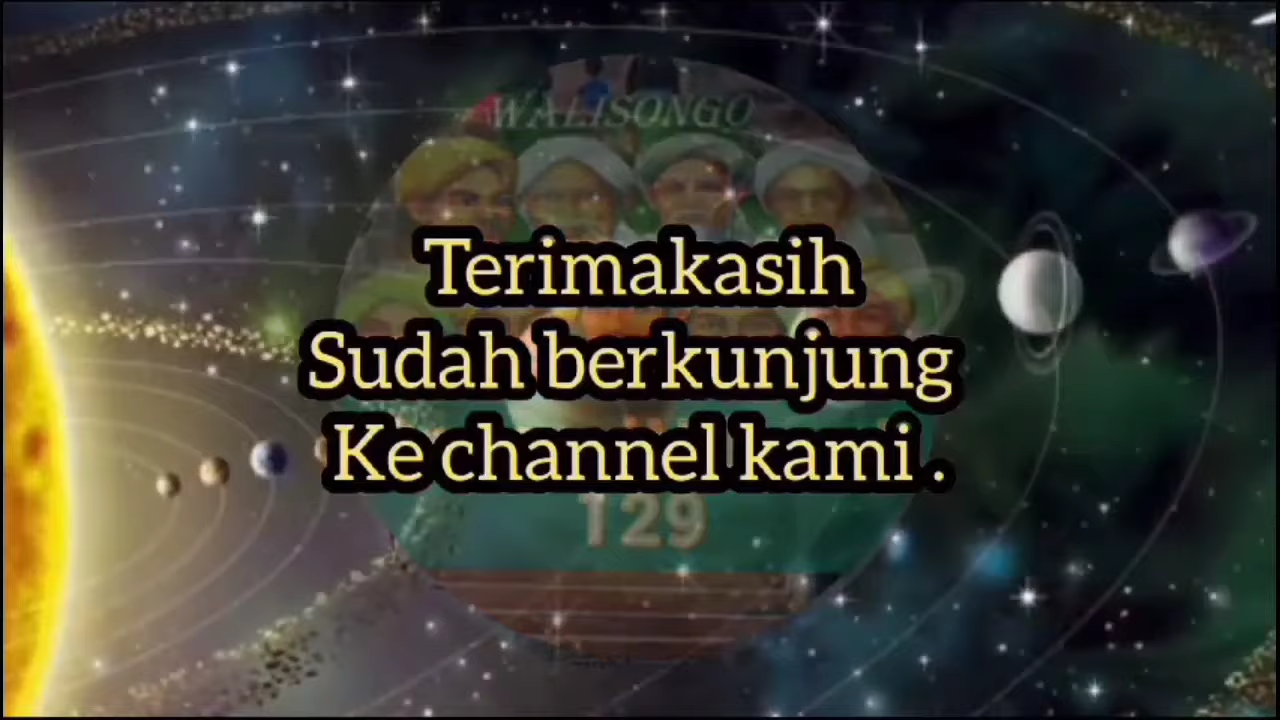 WALISONGO
Terimakasih
Sudah berkunjung
Ke channel kami .
129